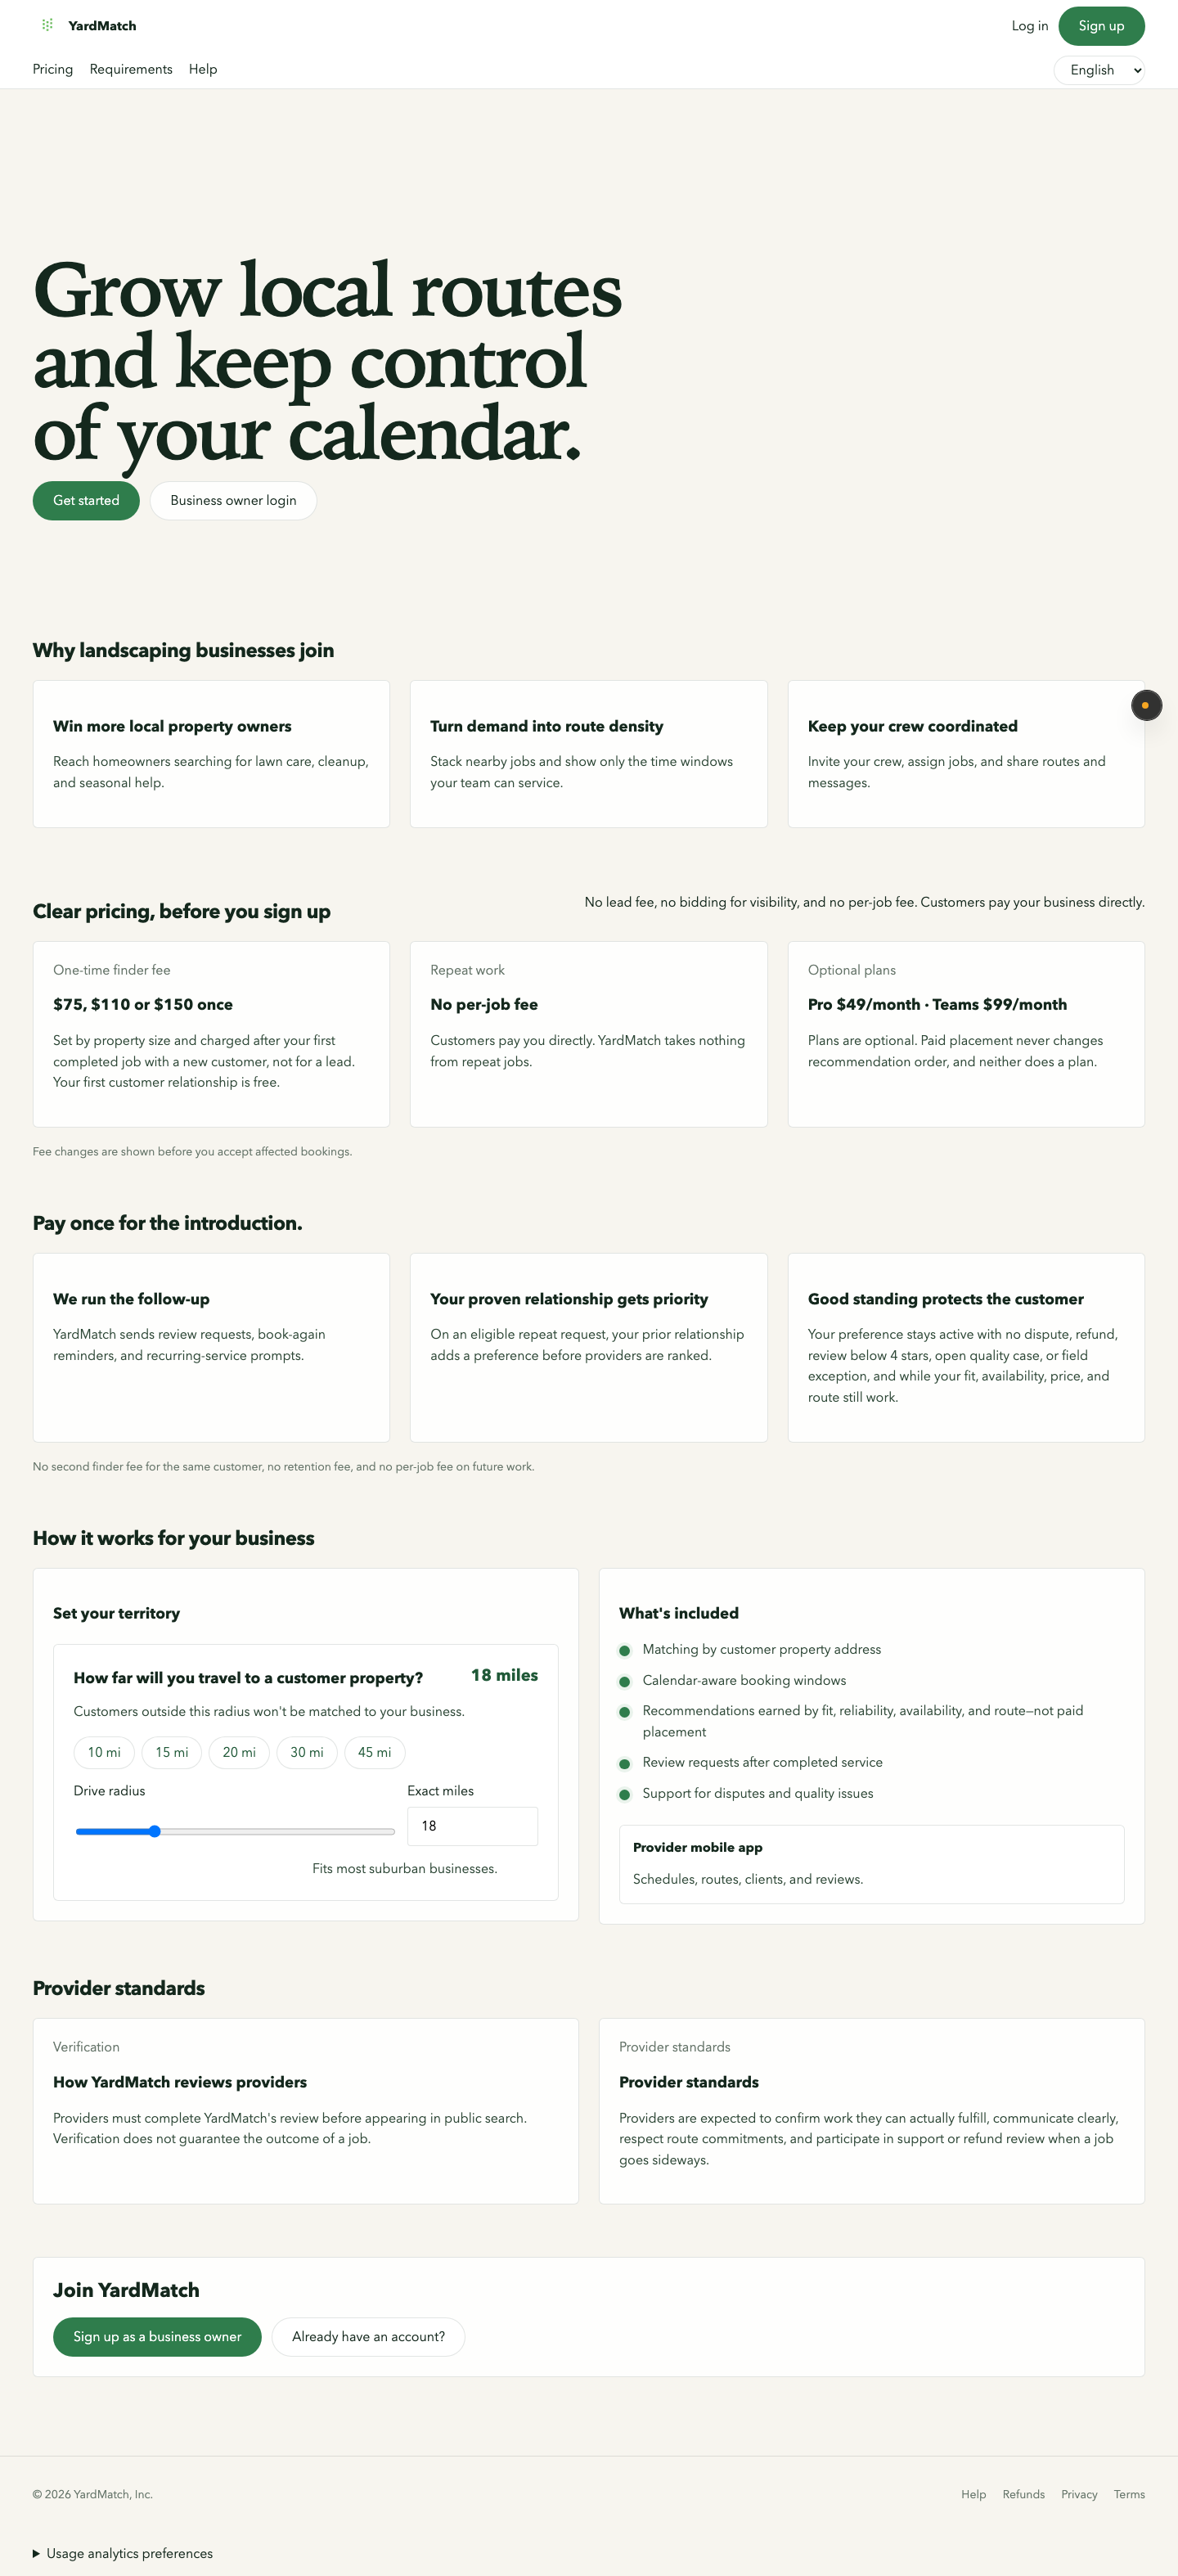 YardMatch
Log in
Sign up
Pricing
Requirements
Help
English
Grow local routes
and keep control
of your calendar.
Get started
Business owner login
Why landscaping businesses join
Win more local property owners
Reach homeowners searching for lawn care, cleanup,
and seasonal help.
Turn demand into route density
Stack nearby jobs and show only the time windows
your team can service.
Keep your crew coordinated
Invite your crew, assign jobs, and share routes and
messages.
Clear pricing, before you sign up
No lead fee, no bidding for visibility, and no per-job fee. Customers pay your business directly.
One-time finder fee
$75, $110 or $150 once
Set by property size and charged after your first
completed job with a new customer, not for a lead.
Your first customer relationship is free.
Repeat work
No per-job fee
Customers pay you directly. YardMatch takes nothing
from repeat jobs.
Optional plans
Pro $49/month · Teams $99/month
Plans are optional. Paid placement never changes
recommendation order, and neither does a plan.
Fee changes are shown before you accept affected bookings.
Pay once for the introduction.
We run the follow-up
YardMatch sends review requests, book-again
reminders, and recurring-service prompts.
Your proven relationship gets priority
On an eligible repeat request, your prior relationship
adds a preference before providers are ranked.
Good standing protects the customer
Your preference stays active with no dispute, refund,
review below 4 stars, open quality case, or field
exception, and while your fit, availability, price, and
route still work.
No second finder fee for the same customer, no retention fee, and no per-job fee on future work.
How it works for your business
Set your territory
How far will you travel to a customer property?
18 miles
Customers outside this radius won't be matched to your business.
10 mi
15 mi
20 mi
30 mi
45 mi
Drive radius
Exact miles
18
Fits most suburban businesses.
What's included
Matching by customer property address
Calendar-aware booking windows
Recommendations earned by fit, reliability, availability, and route—not paid
placement
Review requests after completed service
Support for disputes and quality issues
Provider mobile app
Schedules, routes, clients, and reviews.
Provider standards
Verification
How YardMatch reviews providers
Providers must complete YardMatch's review before appearing in public search.
Verification does not guarantee the outcome of a job.
Provider standards
Provider standards
Providers are expected to confirm work they can actually fulfill, communicate clearly,
respect route commitments, and participate in support or refund review when a job
goes sideways.
Join YardMatch
Sign up as a business owner
Already have an account?
© 2026 YardMatch, Inc.
Help
Refunds
Privacy
Terms
Usage analytics preferences